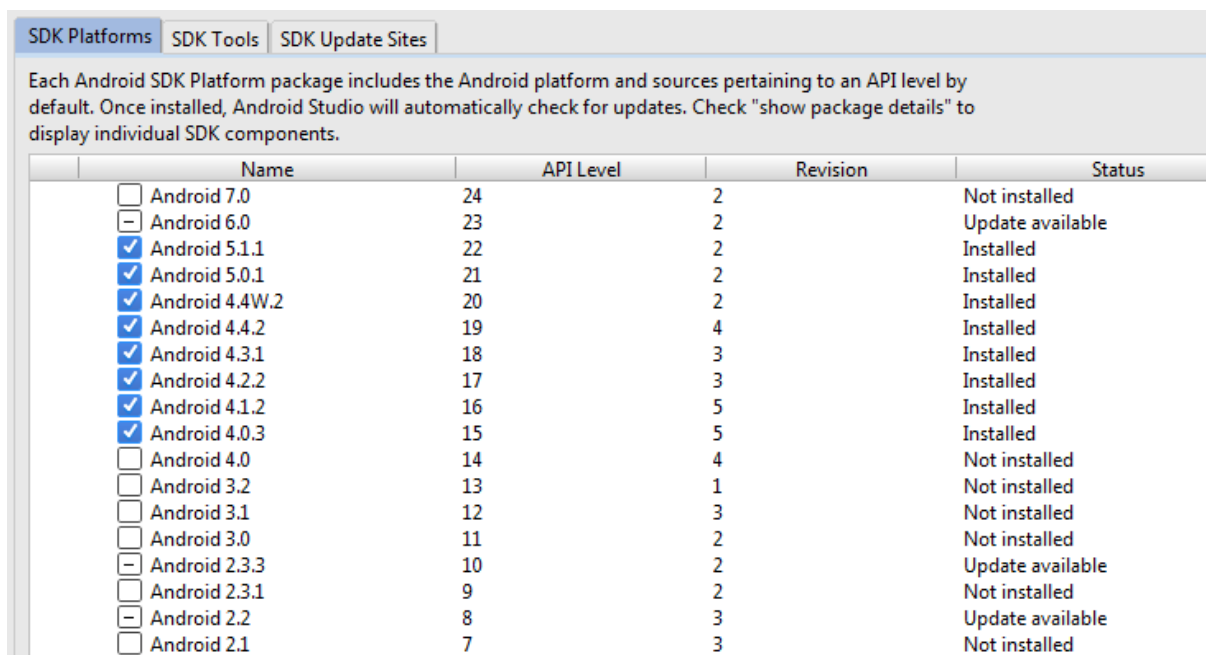 SDK Platforms SDK Tools SDK Update Sites
Each Android SDK Platform package includes the Android platform and sources pertaining to an API level by
default. Once installed, Android Studio will automatically check for updates. Check "show package details" to
display individual SDK components.
Name API Level Revision Status
Android 7.0 24 2 Not installed
Android 6.0 23 2 Update available
Android 5.1.1 22 2 Installed
Android 5.0.1 21 2 Installed
Android 4.4W.2 20 2 Installed
Android 4.4.2 19 4 Installed
Android 4.3.1 18 3 Installed
Android 4.2.2 17 3 Installed
Android 4.1.2 16 5 Installed
Android 4.0.3 15 5 Installed
Android 4.0 14 4 Not installed
Android 3.2 13 1 Not installed
Android 3.1 12 3 Not installed
Android 3.0 11 2 Not installed
Android 2.3.3 10 2 Update available
Android 2.3.1 9 2 Not installed
Android 2.2 8 3 Update available
Android 2.1 7 3 Not installed